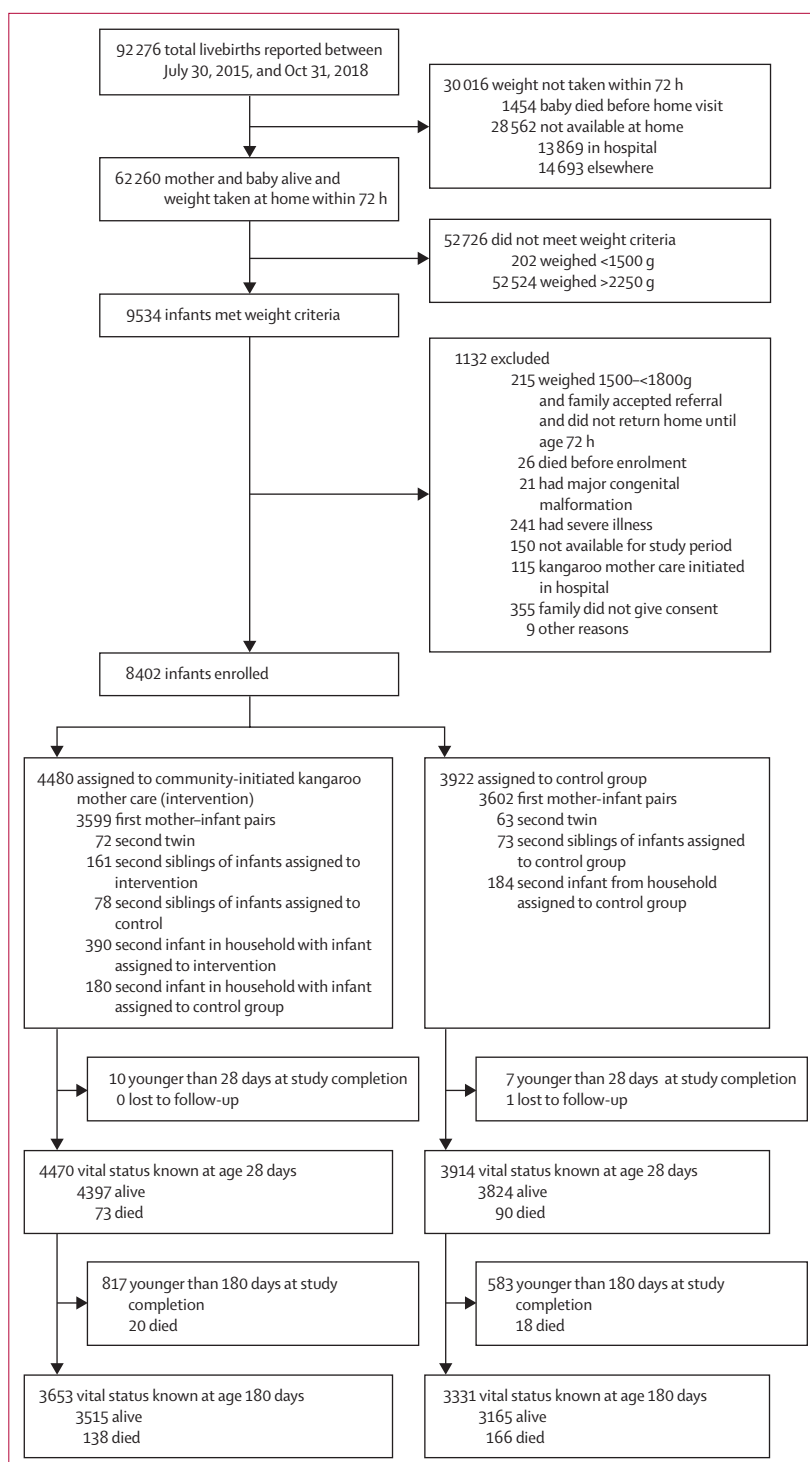 92 276 total livebirths reported between
July 30, 2015, and Oct 31, 2018
30 016 weight not taken within 72 h
1454 baby died before home visit
28 562 not available at home
13 869 in hospital
14 693 elsewhere
62 260 mother and baby alive and
weight taken at home within 72 h
52 726 did not meet weight criteria
202 weighed <1500 g
52 524 weighed >2250 g
9534 infants met weight criteria
1132 excluded
215 weighed 1500–<1800g
and family accepted referral
and did not return home until
age 72 h
26 died before enrolment
21 had major congenital
malformation
241 had severe illness
150 not available for study period
115 kangaroo mother care initiated
in hospital
355 family did not give consent
9 other reasons
8402 infants enrolled
4480 assigned to community-initiated kangaroo
mother care (intervention)
3599 first mother–infant pairs
72 second twin
161 second siblings of infants assigned to
intervention
78 second siblings of infants assigned to
control
390 second infant in household with infant
assigned to intervention
180 second infant in household with infant
assigned to control group
3922 assigned to control group
3602 first mother-infant pairs
63 second twin
73 second siblings of infants assigned
to control group
184 second infant from household
assigned to control group
10 younger than 28 days at study completion
0 lost to follow-up
7 younger than 28 days at study completion
1 lost to follow-up
4470 vital status known at age 28 days
4397 alive
73 died
3914 vital status known at age 28 days
3824 alive
90 died
817 younger than 180 days at study
completion
20 died
583 younger than 180 days at study
completion
18 died
3653 vital status known at age 180 days
3515 alive
138 died
3331 vital status known at age 180 days
3165 alive
166 died